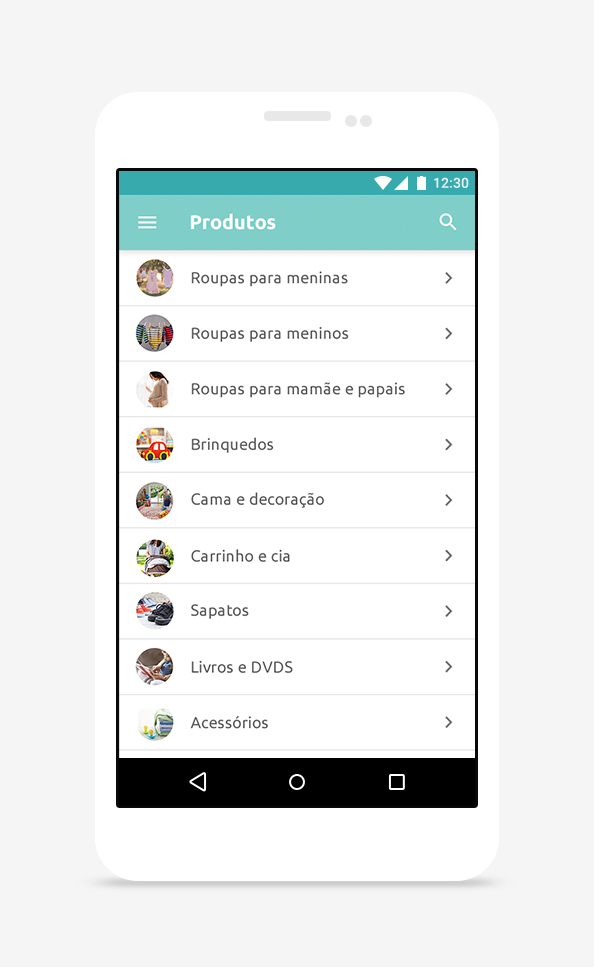 12:30
Produtos
Roupas para meninas
Roupas para meninos
Roupas para mamãe e papais
Brinquedos
Cama e decoração
Carrinho e cia
Sapatos
Livros e DVDS
Acessórios